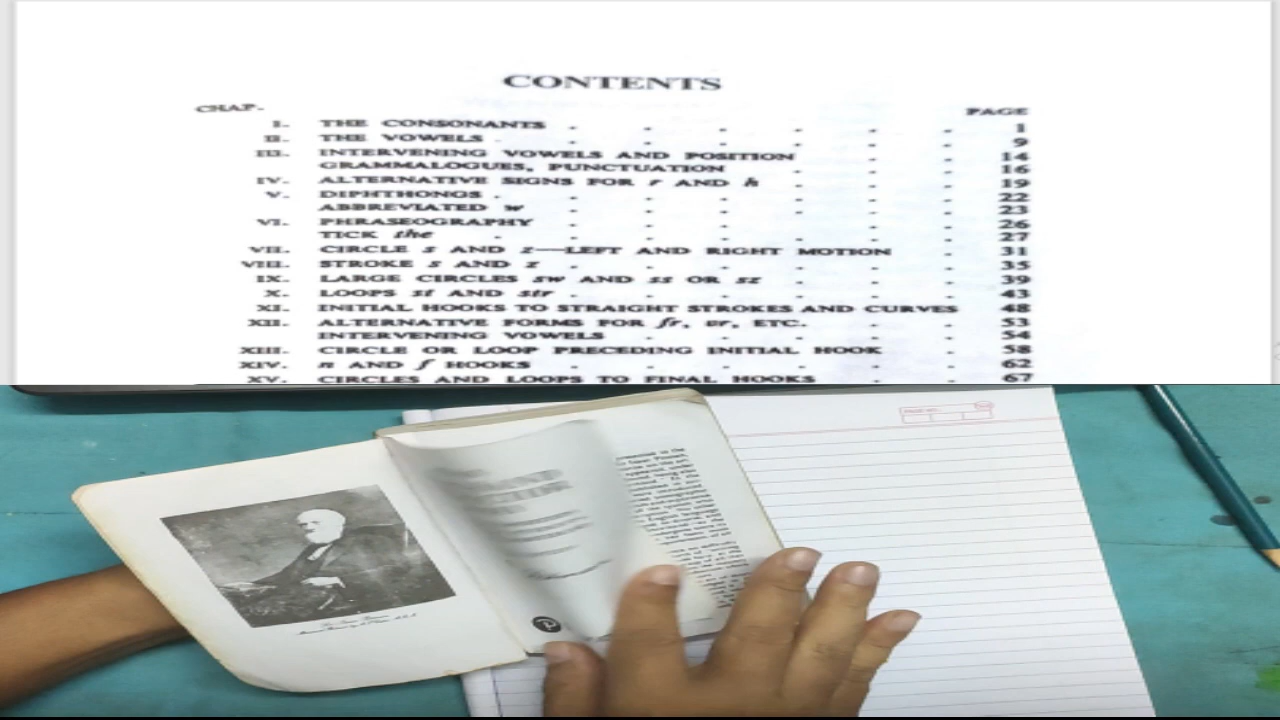 CONTENTS
CHAP. PAGE
I. THE CONSONANTS . . . . . . 1
II. THE VOWELS . . . . . . . 9
III. INTERVENING VOWELS AND POSITION . . 14
GRAMMALOGUES, PUNCTUATION . . . 16
IV. ALTERNATIVE SIGNS FOR r AND h . . . 19
V. DIPHTHONGS . . . . . . . 22
ABBREVIATED w . . . . . . 23
VI. PHRASEOGRAPHY . . . . . . 26
TICK the . . . . . . . 27
VII. CIRCLE s AND z—LEFT AND RIGHT MOTION . 31
VIII. STROKE s AND z . . . . . . 35
IX. LARGE CIRCLES sw AND ss OR sz . . . 39
X. LOOPS st AND str . . . . . . 43
XI. INITIAL HOOKS TO STRAIGHT STROKES AND CURVES 48
XII. ALTERNATIVE FORMS FOR fr, vr, ETC. . . 53
INTERVENING VOWELS . . . . . 54
XIII. CIRCLE OR LOOP PRECEDING INITIAL HOOK . 58
XIV. n AND f HOOKS . . . . . . 62
XV. CIRCLES AND LOOPS TO FINAL HOOKS . . 67